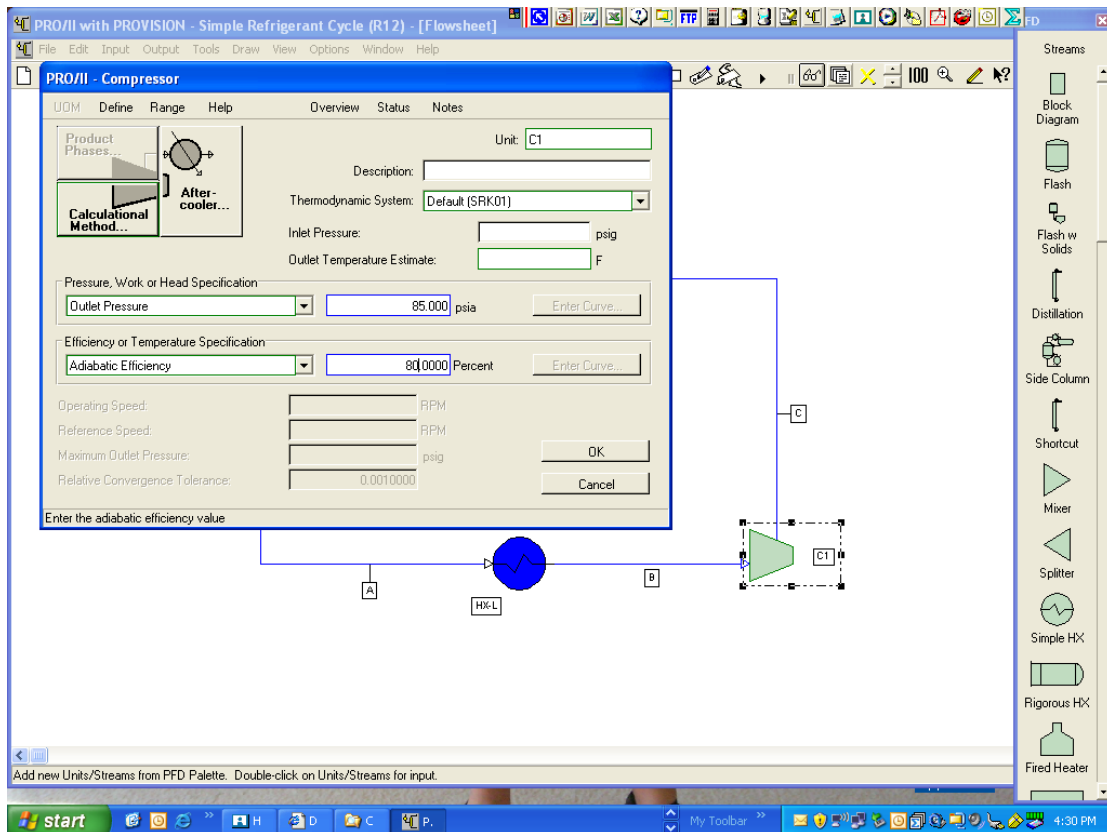 PRO/II with PROVISION - Simple Refrigerant Cycle (R12) - [Flowsheet]
FTP
File Edit Input Output Tools Draw View Options Window Help
FD
Streams
PRO/II - Compressor
100
UOM Define Range Help Overview Status Notes
Product Phases...
Calculational Method...
After-cooler...
Unit: C1
Description:
Thermodynamic System: Default (SRK01)
Inlet Pressure: psig
Outlet Temperature Estimate: F
Pressure, Work or Head Specification
Outlet Pressure 85.000 psia Enter Curve...
Efficiency or Temperature Specification
Adiabatic Efficiency 80.0000 Percent Enter Curve...
Operating Speed: RPM
Reference Speed: RPM
Maximum Outlet Pressure: psig
Relative Convergence Tolerance: 0.0010000
OK
Cancel
Enter the adiabatic efficiency value
C
C1
B
A
HX-L
Block Diagram
Flash
Flash w Solids
Distillation
Side Column
Shortcut
Mixer
Splitter
Simple HX
Rigorous HX
Fired Heater
Add new Units/Streams from PFD Palette. Double-click on Units/Streams for input.
start H D C P. My Toolbar 4:30 PM